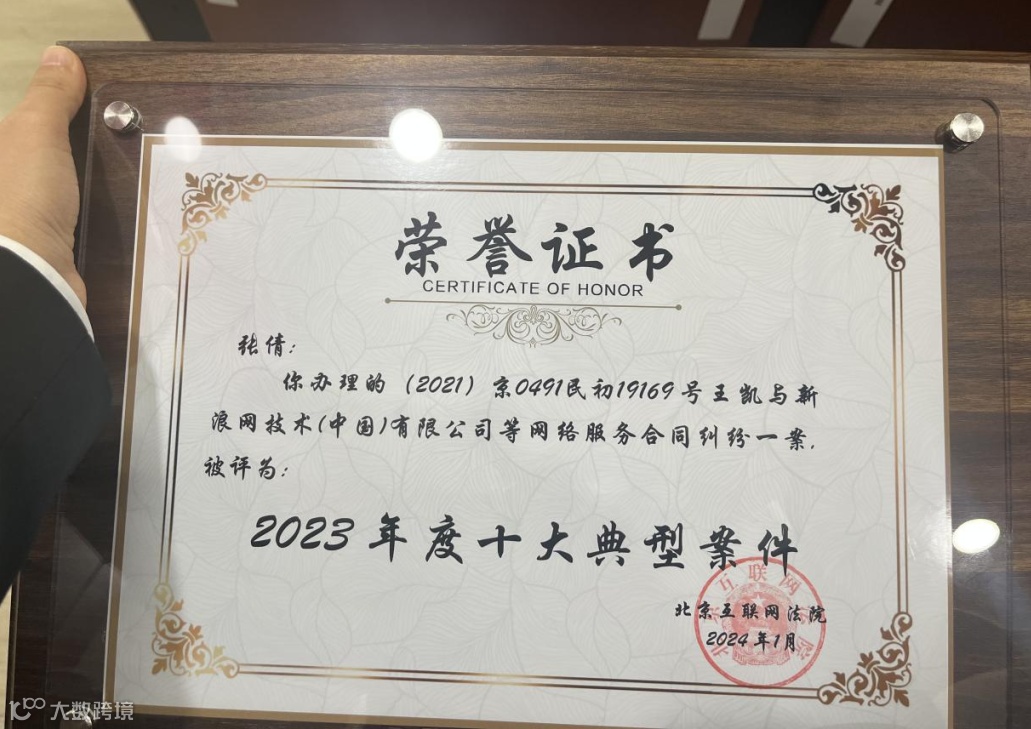 荣誉证书
CERTIFICATE OF HONOR
张倩:
你办理的(2021)京0491民初19169号王凯与新
浪网技术(中国)有限公司等网络服务合同纠纷一案,
被评为:
2023年度十大典型案件
北京互联网法院
2024年1月
大数跨境